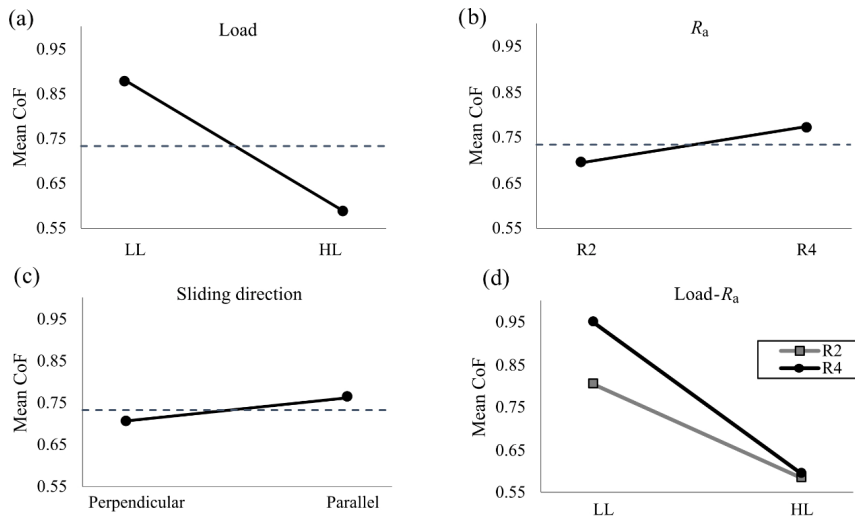 (a)
Load
Mean CoF
0.95
0.85
0.75
0.65
0.55
LL HL
(b)
Rₐ
Mean CoF
0.95
0.85
0.75
0.65
0.55
R2 R4
(c)
Sliding direction
Mean CoF
0.95
0.85
0.75
0.65
0.55
Perpendicular Parallel
(d)
Load-Rₐ
Mean CoF
0.95
0.85
0.75
0.65
0.55
LL HL
R2
R4